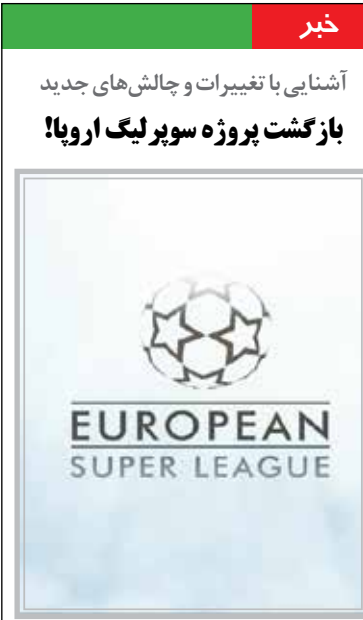 خبر
آشنایی با تغییرات و چالش‌های جدید
بازگشت پروژه سوپر لیگ اروپا!
EUROPEAN
SUPER LEAGUE